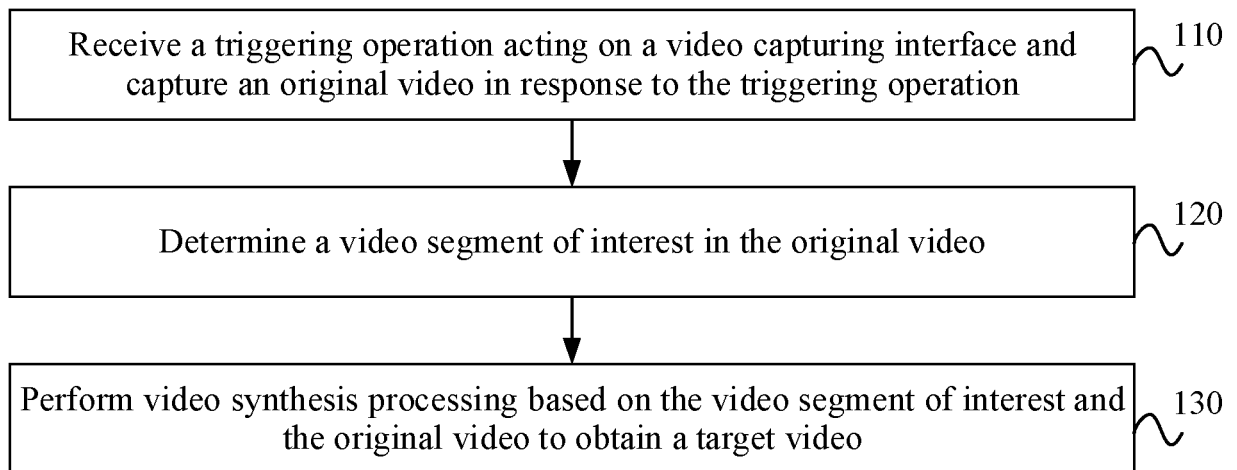 Receive a triggering operation acting on a video capturing interface and
capture an original video in response to the triggering operation
110
Determine a video segment of interest in the original video
120
Perform video synthesis processing based on the video segment of interest and
the original video to obtain a target video
130